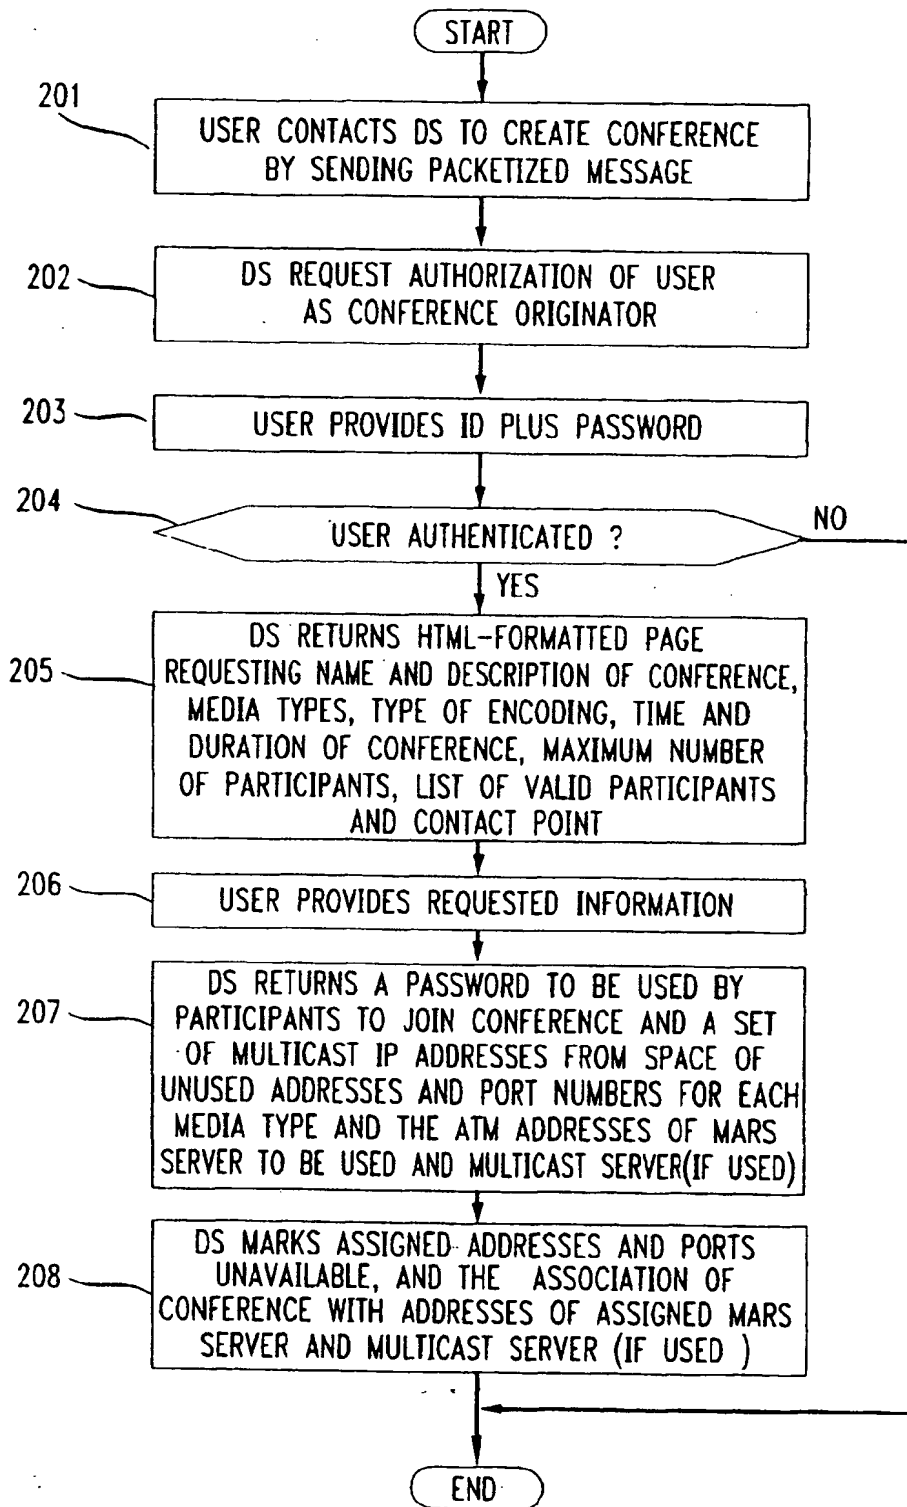 START
201
USER CONTACTS DS TO CREATE CONFERENCE
BY SENDING PACKETIZED MESSAGE
202
DS REQUEST AUTHORIZATION OF USER
AS CONFERENCE ORIGINATOR
203
USER PROVIDES ID PLUS PASSWORD
204
USER AUTHENTICATED ?
NO
YES
205
DS RETURNS HTML-FORMATTED PAGE
REQUESTING NAME AND DESCRIPTION OF CONFERENCE,
MEDIA TYPES, TYPE OF ENCODING, TIME AND
DURATION OF CONFERENCE, MAXIMUM NUMBER
OF PARTICIPANTS, LIST OF VALID PARTICIPANTS
AND CONTACT POINT
206
USER PROVIDES REQUESTED INFORMATION
207
DS RETURNS A PASSWORD TO BE USED BY
PARTICIPANTS TO JOIN CONFERENCE AND A SET
OF MULTICAST IP ADDRESSES FROM SPACE OF
UNUSED ADDRESSES AND PORT NUMBERS FOR EACH
MEDIA TYPE AND THE ATM ADDRESSES OF MARS
SERVER TO BE USED AND MULTICAST SERVER(IF USED)
208
DS MARKS ASSIGNED ADDRESSES AND PORTS
UNAVAILABLE, AND THE ASSOCIATION OF
CONFERENCE WITH ADDRESSES OF ASSIGNED MARS
SERVER AND MULTICAST SERVER (IF USED )
END